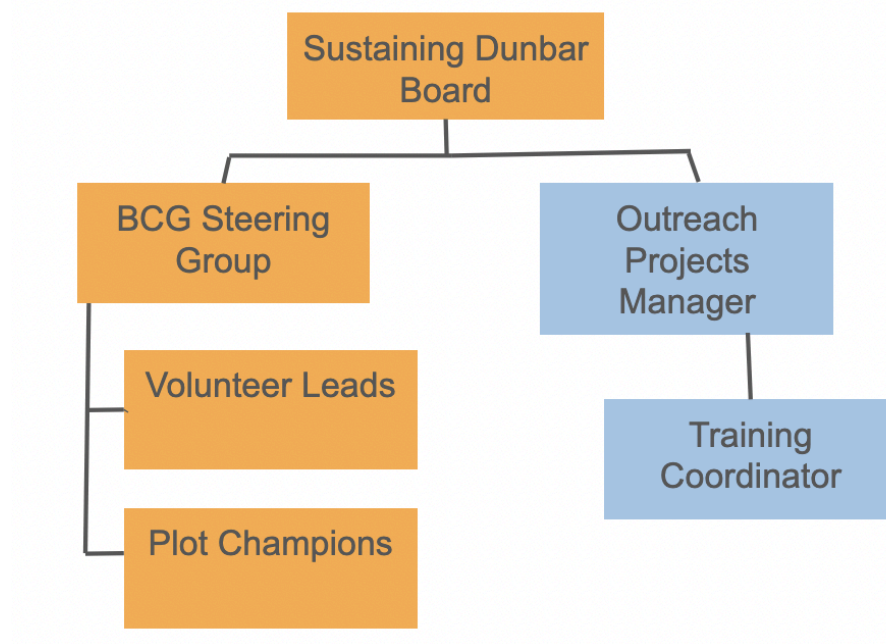 Sustaining Dunbar
Board
BCG Steering
Group
Outreach
Projects
Manager
Volunteer Leads
Training
Coordinator
Plot Champions